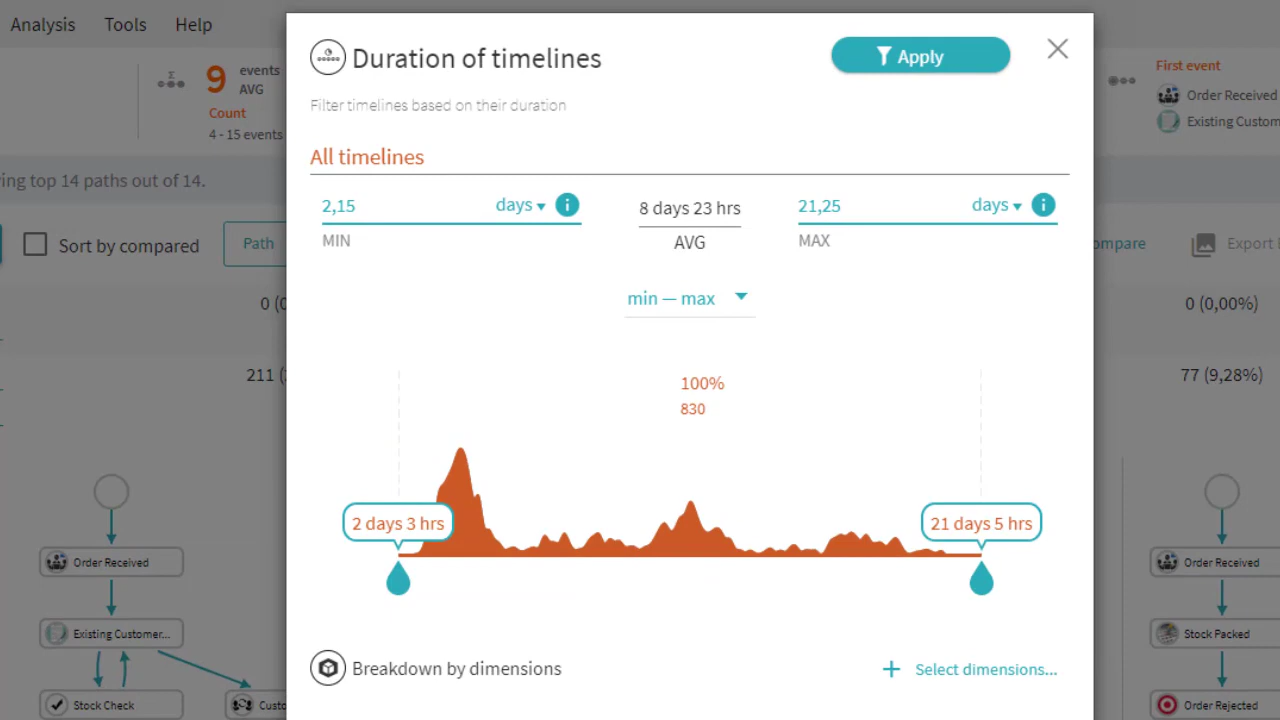 Analysis Tools Help
Duration of timelines
Apply
Filter timelines based on their duration
All timelines
2,15 days
MIN
8 days 23 hrs
AVG
21,25 days
MAX
min — max
100%
830
2 days 3 hrs
21 days 5 hrs
Breakdown by dimensions
+ Select dimensions...
9 events
AVG
Count
4 - 15 events
First event
Order Received
Existing
top 14 paths out of 14.
Sort by compared
Path
Export
0
0 (0,00%)
211
77 (9,28%)
Order Received
Existing Customer...
Stock Check
Order Received
Stock Packed
Order Rejected